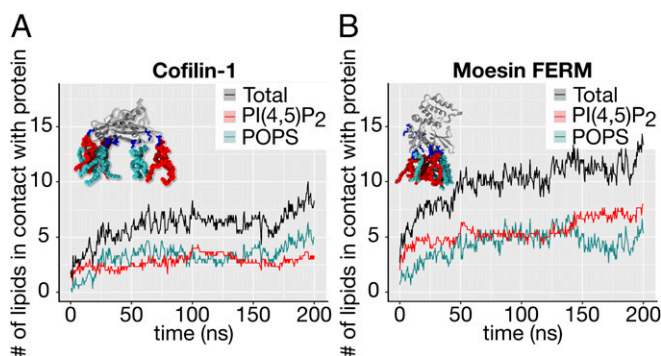 A
Cofilin-1
# of lipids in contact with protein
Total
PI(4,5)P2
POPS
15
10
5
0
0 50 100 150 200
time (ns)
B
Moesin FERM
# of lipids in contact with protein
Total
PI(4,5)P2
POPS
15
10
5
0
0 50 100 150 200
time (ns)